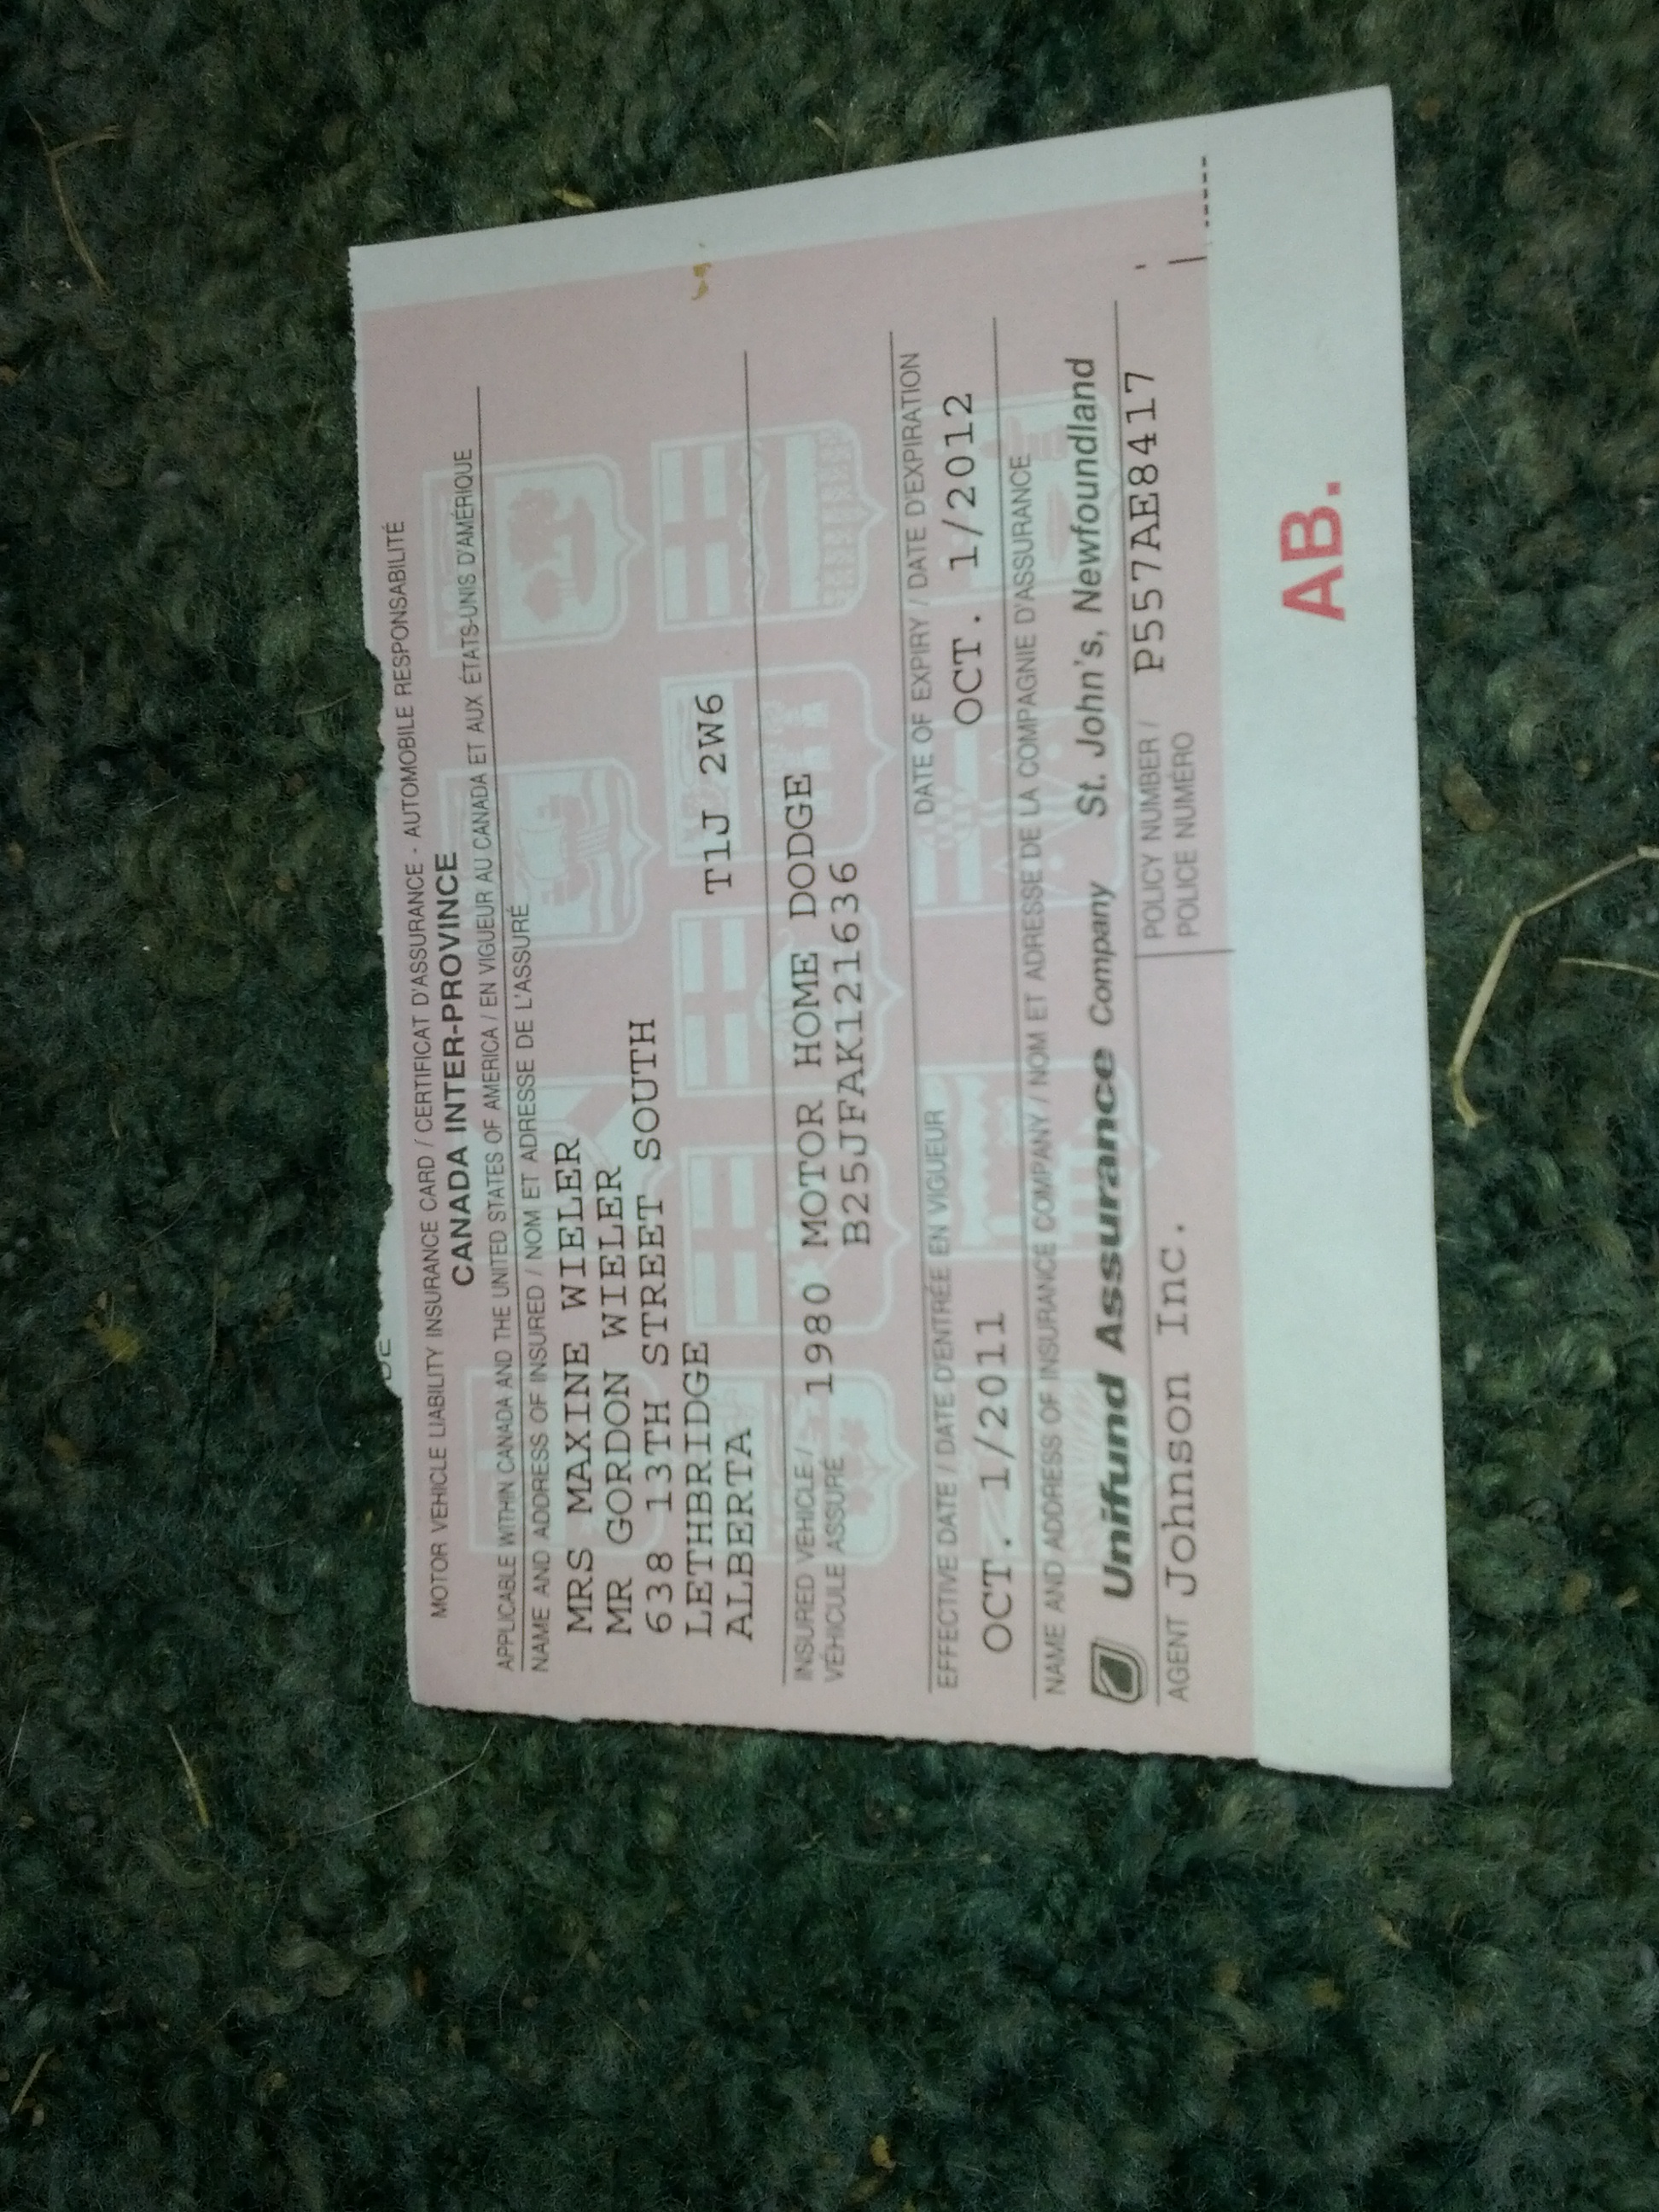 MOTOR VEHICLE LIABILITY INSURANCE CARD / CERTIFICAT D'ASSURANCE - AUTOMOBILE RESPONSABILITÉ
CANADA INTER-PROVINCE
APPLICABLE WITHIN CANADA AND THE UNITED STATES OF AMERICA / EN VIGUEUR AU CANADA ET AUX ÉTATS-UNIS D'AMÉRIQUE
NAME AND ADDRESS OF INSURED / NOM ET ADRESSE DE L'ASSURÉ
MRS MAXINE WIELER
MR GORDON WIELER
638 13TH STREET SOUTH
LETHBRIDGE
ALBERTA T1J 2W6
INSURED VEHICLE / 1980 MOTOR HOME DODGE
VÉHICULE ASSURÉ B25JFAK121636
EFFECTIVE DATE / DATE D'ENTRÉE EN VIGUEUR DATE OF EXPIRY / DATE D'EXPIRATION
OCT. 1/2011 OCT. 1/2012
NAME AND ADDRESS OF INSURANCE COMPANY / NOM ET ADRESSE DE LA COMPAGNIE D'ASSURANCE
Unifund Assurance Company St. John's, Newfoundland
AGENT Johnson Inc. POLICY NUMBER / P557AE8417
POLICE NUMÉRO
AB.